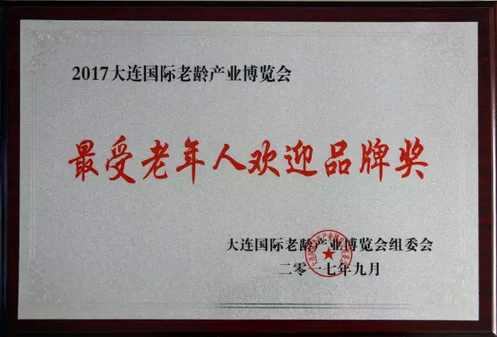 2017大连国际老龄产业博览会
最受老年人欢迎品牌奖
大连国际老龄产业博览会组委会
二零一七年九月